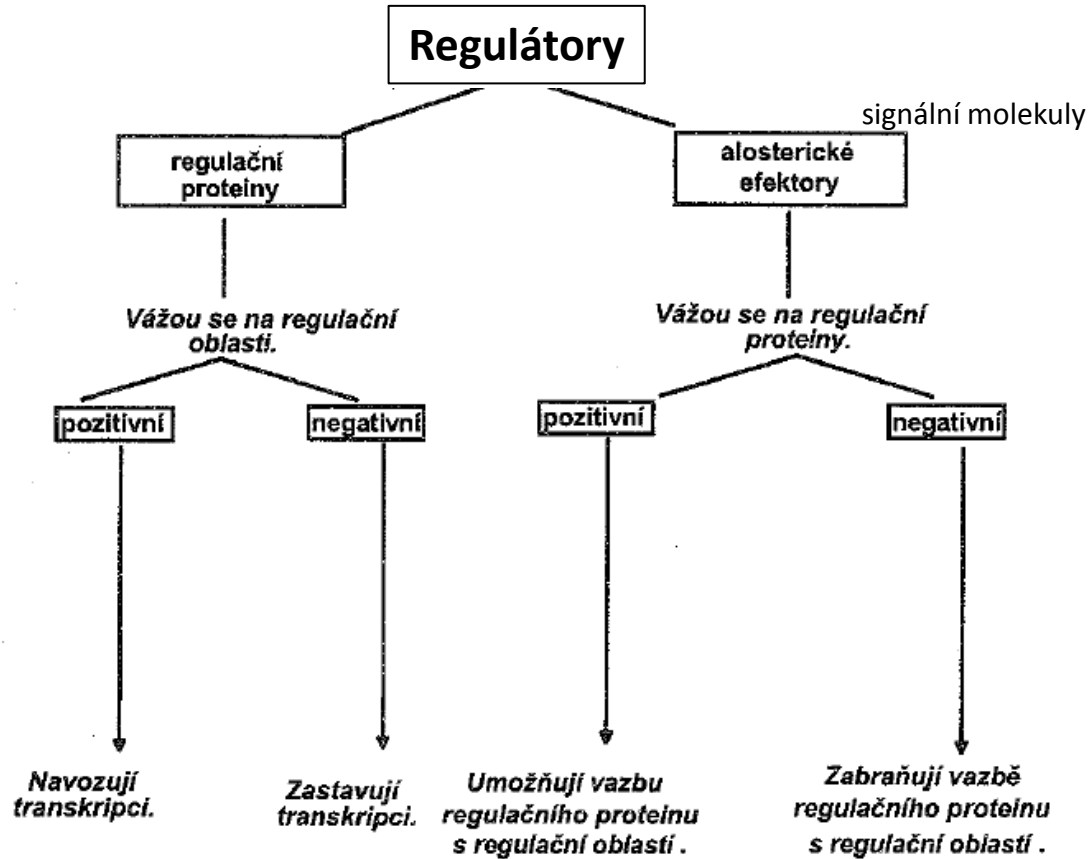 Regulátory
signální molekuly
regulační
proteiny
alosterické
efektory
Vážou se na regulační
oblasti.
Vážou se na regulační
proteiny.
pozitivní
negativní
pozitivní
negativní
Navozují
transkripci.
Zastavují
transkripci.
Umožňují vazbu
regulačního proteinu
s regulační oblastí .
Zabraňují vazbě
regulačního proteinu
s regulační oblastí .